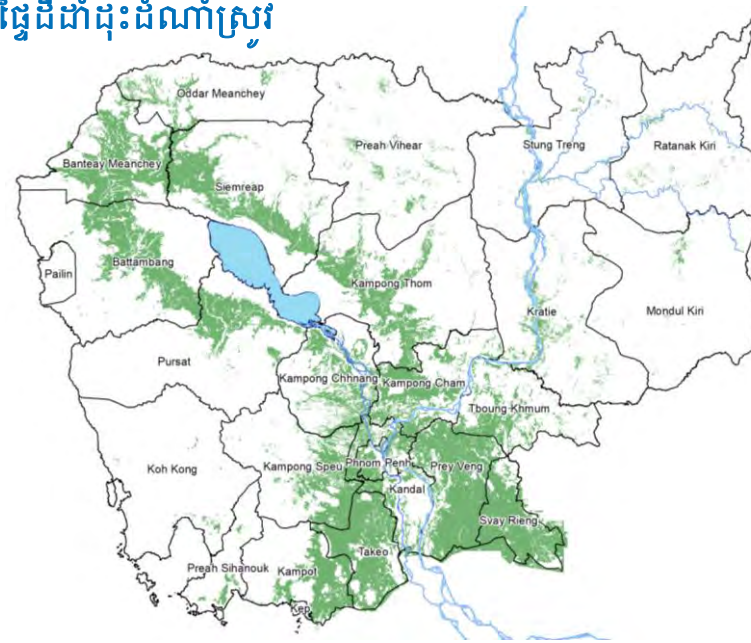 ផ្ទៃដីដាំដុះដំណាំស្រូវ
Oddar Meanchey
Preah Vihear
Stung Treng
Ratanak Kiri
Banteay Meanchey
Siemreap
Battambang
Pailin
Kampong Thom
Kratie
Mondul Kiri
Pursat
Kampong Chhnang
Kampong Cham
Tboung Khmum
Koh Kong
Kampong Speu
Phnom Penh
Prey Veng
Kandal
Svay Rieng
Takeo
Preah Sihanouk
Kampot
Kep